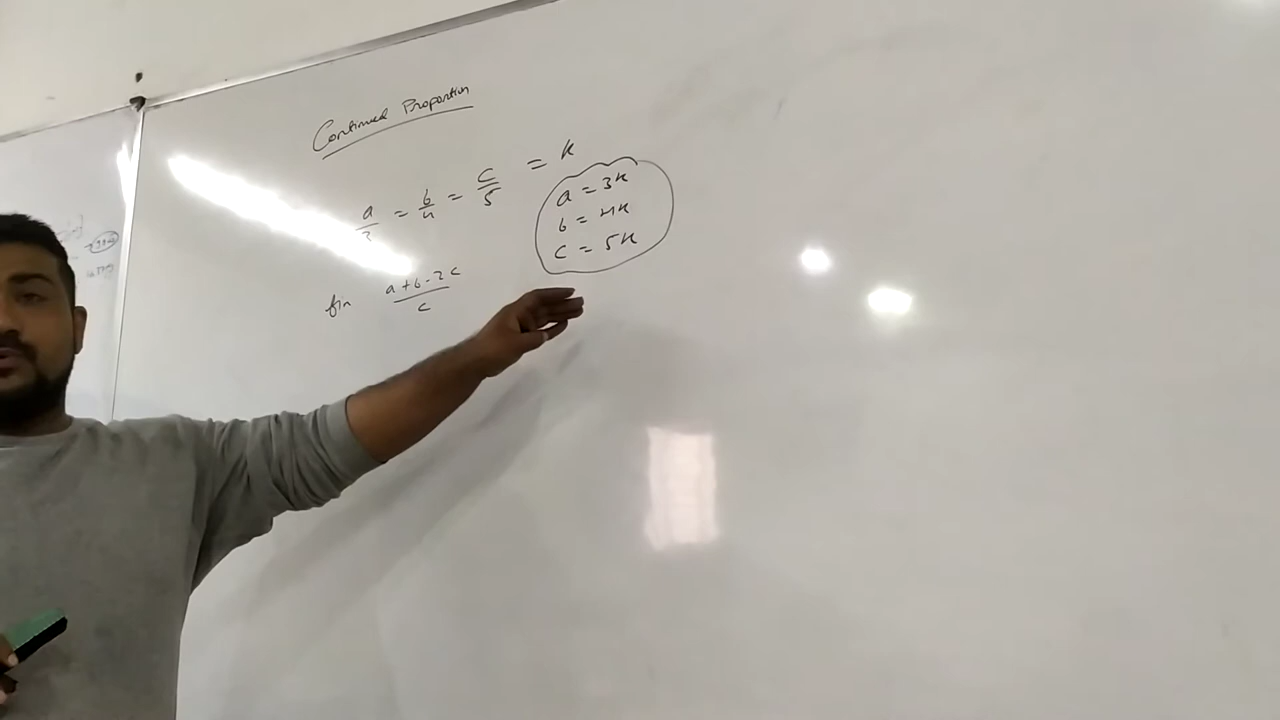 Continued Proportion
a/3 = b/4 = c/5 = k
a = 3k
b = 4k
c = 5k
fin a+b-2c/c